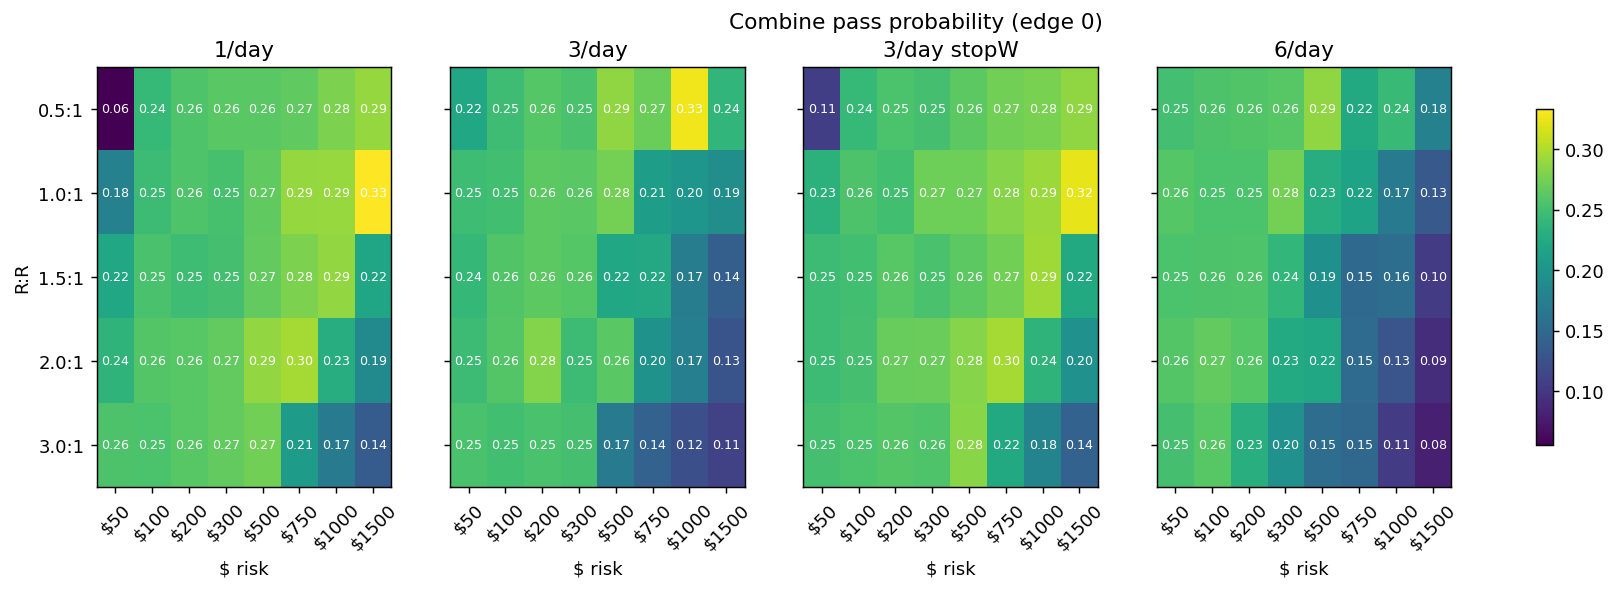 Combine pass probability (edge 0)
1/day
3/day
3/day stopW
6/day
R:R
0.5:1
0.06 0.24 0.26 0.26 0.26 0.27 0.28 0.29
0.22 0.25 0.26 0.25 0.29 0.27 0.33 0.24
0.11 0.24 0.25 0.25 0.26 0.27 0.28 0.29
0.25 0.26 0.26 0.26 0.29 0.22 0.24 0.18
1.0:1
0.18 0.25 0.26 0.25 0.27 0.29 0.29 0.33
0.25 0.25 0.26 0.26 0.28 0.21 0.20 0.19
0.23 0.26 0.25 0.27 0.27 0.28 0.29 0.32
0.26 0.25 0.25 0.28 0.23 0.22 0.17 0.13
1.5:1
0.22 0.25 0.25 0.25 0.27 0.28 0.29 0.22
0.24 0.26 0.26 0.26 0.22 0.22 0.17 0.14
0.25 0.25 0.26 0.26 0.26 0.27 0.29 0.22
0.25 0.26 0.26 0.24 0.19 0.15 0.16 0.10
2.0:1
0.24 0.26 0.26 0.27 0.29 0.30 0.23 0.19
0.25 0.26 0.28 0.25 0.26 0.20 0.17 0.13
0.25 0.25 0.27 0.27 0.28 0.30 0.24 0.20
0.26 0.27 0.26 0.23 0.22 0.15 0.13 0.09
3.0:1
0.26 0.25 0.26 0.27 0.27 0.21 0.17 0.14
0.25 0.25 0.25 0.25 0.17 0.14 0.12 0.11
0.25 0.25 0.26 0.26 0.28 0.22 0.18 0.14
0.25 0.26 0.23 0.20 0.15 0.15 0.11 0.08
$50 $100 $200 $300 $500 $750 $1000 $1500
$50 $100 $200 $300 $500 $750 $1000 $1500
$50 $100 $200 $300 $500 $750 $1000 $1500
$50 $100 $200 $300 $500 $750 $1000 $1500
$ risk
$ risk
$ risk
$ risk
0.30
0.25
0.20
0.15
0.10